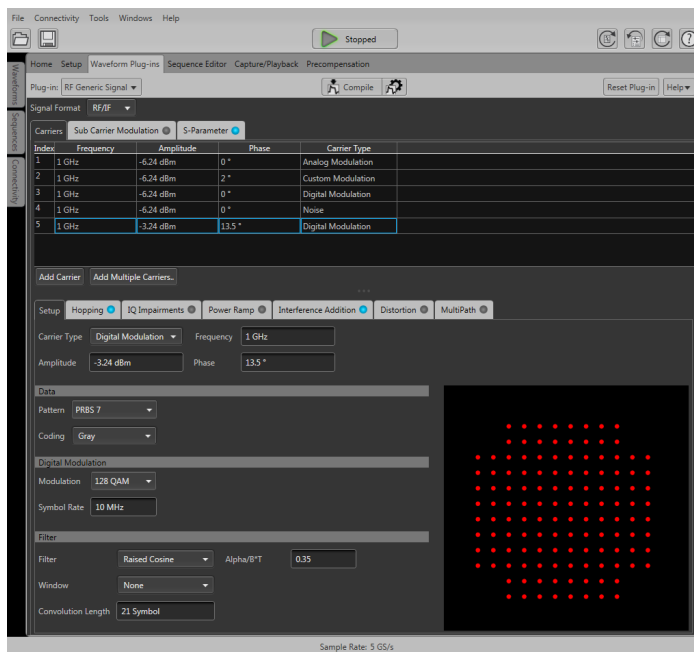 File Connectivity Tools Windows Help
Stopped
Waveforms
Sequences
Connectivity
Home Setup Waveform Plug-ins Sequence Editor Capture/Playback Precompensation
Plug-in: RF Generic Signal Compile Reset Plug-in Help
Signal Format RF/IF
Carriers Sub Carrier Modulation S-Parameter
Index Frequency Amplitude Phase Carrier Type
1 1 GHz -6.24 dBm 0 ° Analog Modulation
2 1 GHz -6.24 dBm 2 ° Custom Modulation
3 1 GHz -6.24 dBm 0 ° Digital Modulation
4 1 GHz -6.24 dBm 0 ° Noise
5 1 GHz -3.24 dBm 13.5 ° Digital Modulation
Add Carrier Add Multiple Carriers..
Setup Hopping IQ Impairments Power Ramp Interference Addition Distortion MultiPath
Carrier Type Digital Modulation Frequency 1 GHz
Amplitude -3.24 dBm Phase 13.5 °
Data
Pattern PRBS 7
Coding Gray
Digital Modulation
Modulation 128 QAM
Symbol Rate 10 MHz
Filter
Filter Raised Cosine Alpha/B*T 0.35
Window None
Convolution Length 21 Symbol
Sample Rate: 5 GS/s